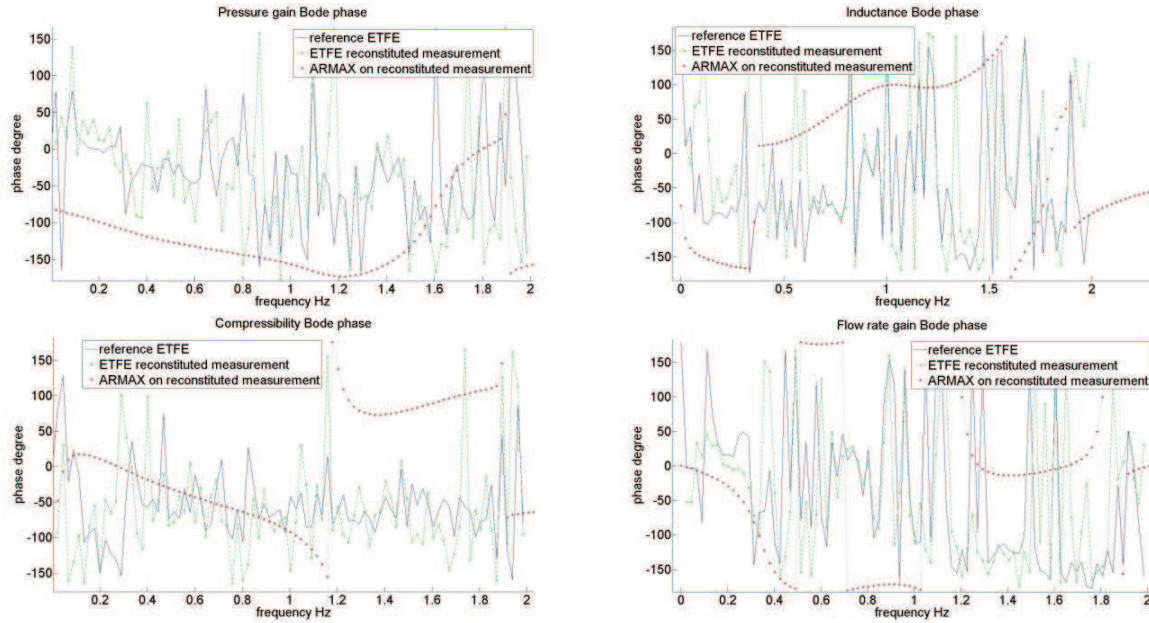 Pressure gain Bode phase
reference ETFE
ETFE reconstituted measurement
ARMAX on reconstituted measurement
phase degree
150
100
50
0
-50
-100
-150
0.2 0.4 0.6 0.8 1 1.2 1.4 1.6 1.8 2
frequency Hz
Inductance Bode phase
reference ETFE
ETFE reconstituted measurement
ARMAX on reconstituted measurement
phase degree
150
100
50
0
-50
-100
-150
0 0.5 1 1.5 2
frequency Hz
Compressibility Bode phase
reference ETFE
ETFE reconstituted measurement
ARMAX on reconstituted measurement
phase degree
150
100
50
0
-50
-100
-150
0.2 0.4 0.6 0.8 1 1.2 1.4 1.6 1.8 2
frequency Hz
Flow rate gain Bode phase
reference ETFE
ETFE reconstituted measurement
ARMAX on reconstituted measurement
phase degree
150
100
50
0
-50
-100
-150
0 0.2 0.4 0.6 0.8 1 1.2 1.4 1.6 1.8 2
frequency Hz